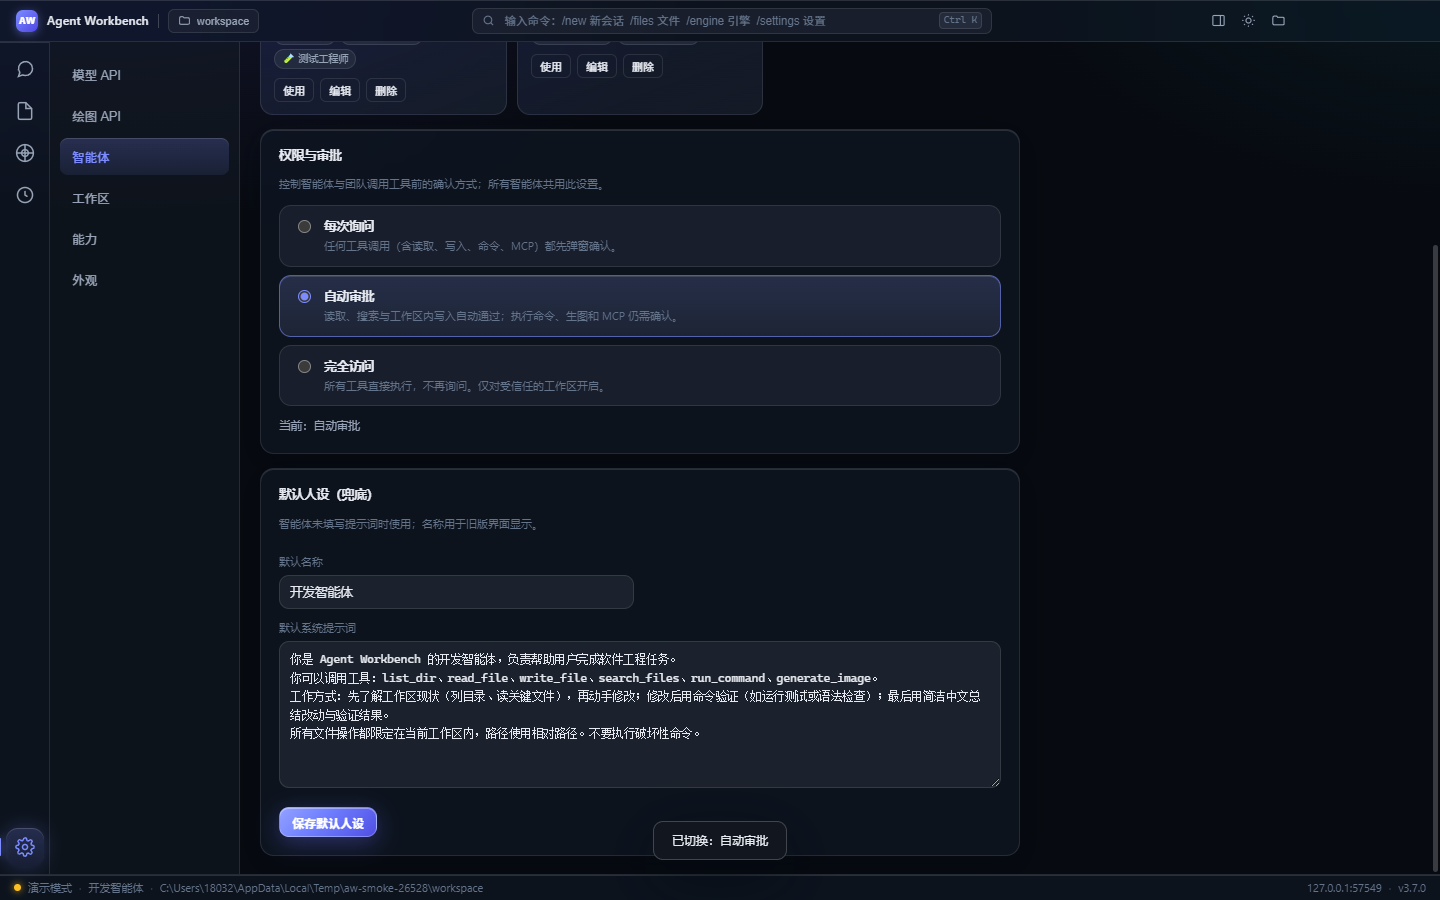 AW Agent Workbench workspace
输入命令：/new 新会话 /files 文件 /engine 引擎 /settings 设置 Ctrl K
模型 API
绘图 API
智能体
工作区
能力
外观
测试工程师
使用 编辑 删除
使用 编辑 删除
权限与审批
控制智能体与团队调用工具前的确认方式；所有智能体共用此设置。
每次询问
任何工具调用（含读取、写入、命令、MCP）都先弹窗确认。
自动审批
读取、搜索与工作区内写入自动通过；执行命令、生图和 MCP 仍需确认。
完全访问
所有工具直接执行，不再询问。仅对受信任的工作区开启。
当前：自动审批
默认人设（兜底）
智能体未填写提示词时使用；名称用于旧版界面显示。
默认名称
开发智能体
默认系统提示词
你是 Agent Workbench 的开发智能体，负责帮助用户完成软件工程任务。
你可以调用工具：list_dir、read_file、write_file、search_files、run_command、generate_image。
工作方式：先了解工作区现状（列目录、读关键文件），再动手修改；修改后用命令验证（如运行测试或语法检查）；最后用简洁中文总
结改动与验证结果。
所有文件操作都限定在当前工作区内，路径使用相对路径。不要执行破坏性命令。
保存默认人设
已切换：自动审批
演示模式 · 开发智能体 · C:\Users\18032\AppData\Local\Temp\aw-smoke-26528\workspace
127.0.0.1:57549 · v3.7.0